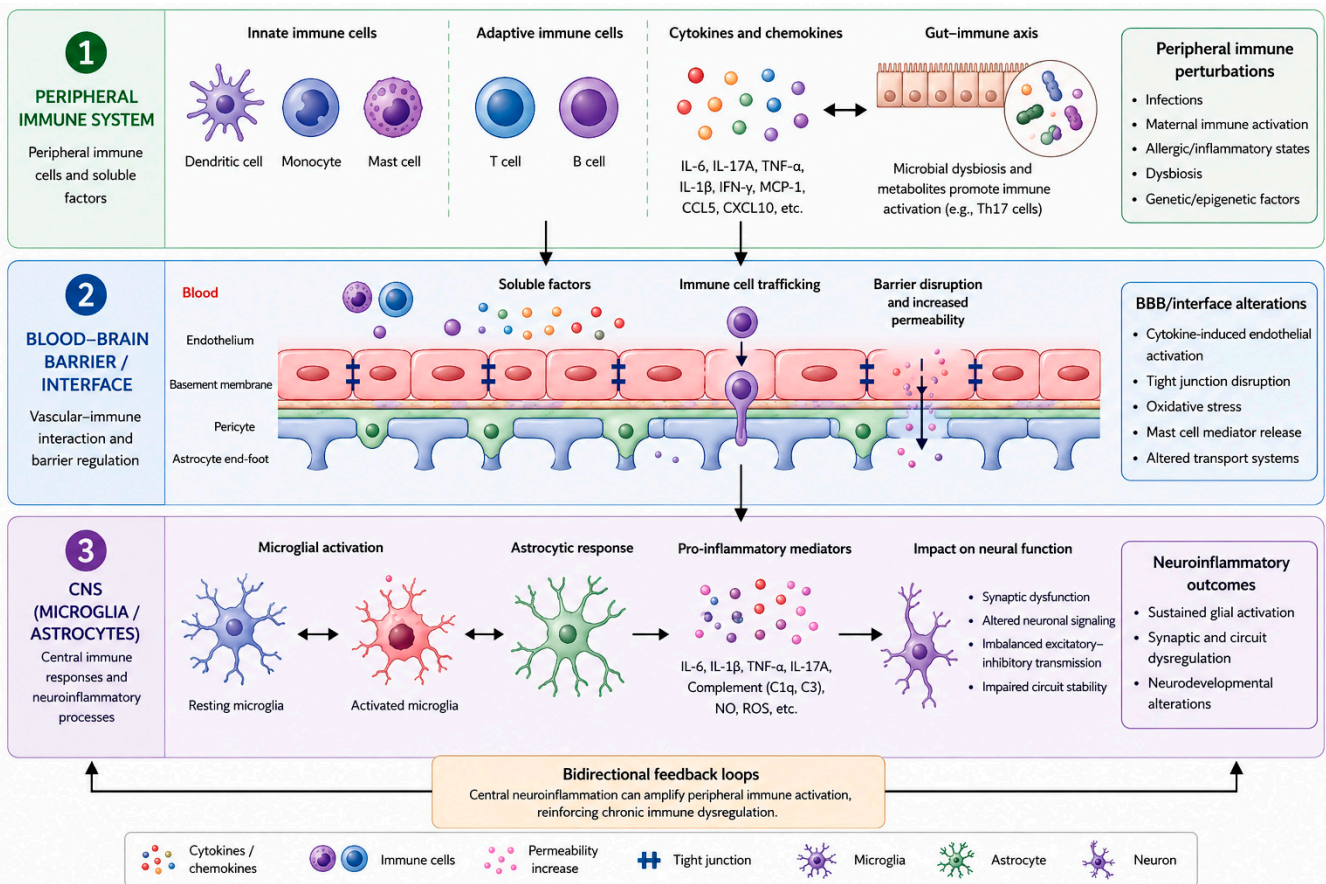 1
PERIPHERAL
IMMUNE SYSTEM
Peripheral immune
cells and soluble
factors
Innate immune cells
Dendritic cell
Monocyte
Mast cell
Adaptive immune cells
T cell
B cell
Cytokines and chemokines
IL-6, IL-17A, TNF-α,
IL-1β, IFN-γ, MCP-1,
CCL5, CXCL10, etc.
Gut–immune axis
Microbial dysbiosis and
metabolites promote immune
activation (e.g., Th17 cells)
Peripheral immune
perturbations
• Infections
• Maternal immune activation
• Allergic/inflammatory states
• Dysbiosis
• Genetic/epigenetic factors
2
BLOOD–BRAIN
BARRIER /
INTERFACE
Vascular–immune
interaction and
barrier regulation
Blood
Endothelium
Basement membrane
Pericyte
Astrocyte end-foot
Soluble factors
Immune cell trafficking
Barrier disruption
and increased
permeability
BBB/interface alterations
• Cytokine-induced endothelial
activation
• Tight junction disruption
• Oxidative stress
• Mast cell mediator release
• Altered transport systems
3
CNS
(MICROGLIA /
ASTROCYTES)
Central immune
responses and
neuroinflammatory
processes
Microglial activation
Resting microglia
Activated microglia
Astrocytic response
Pro-inflammatory mediators
IL-6, IL-1β, TNF-α, IL-17A,
Complement (C1q, C3),
NO, ROS, etc.
Impact on neural function
• Synaptic dysfunction
• Altered neuronal signaling
• Imbalanced excitatory–
inhibitory transmission
• Impaired circuit stability
Neuroinflammatory
outcomes
• Sustained glial activation
• Synaptic and circuit
dysregulation
• Neurodevelopmental
alterations
Bidirectional feedback loops
Central neuroinflammation can amplify peripheral immune activation,
reinforcing chronic immune dysregulation.
Cytokines /
chemokines
Immune cells
Permeability
increase
Tight junction
Microglia
Astrocyte
Neuron